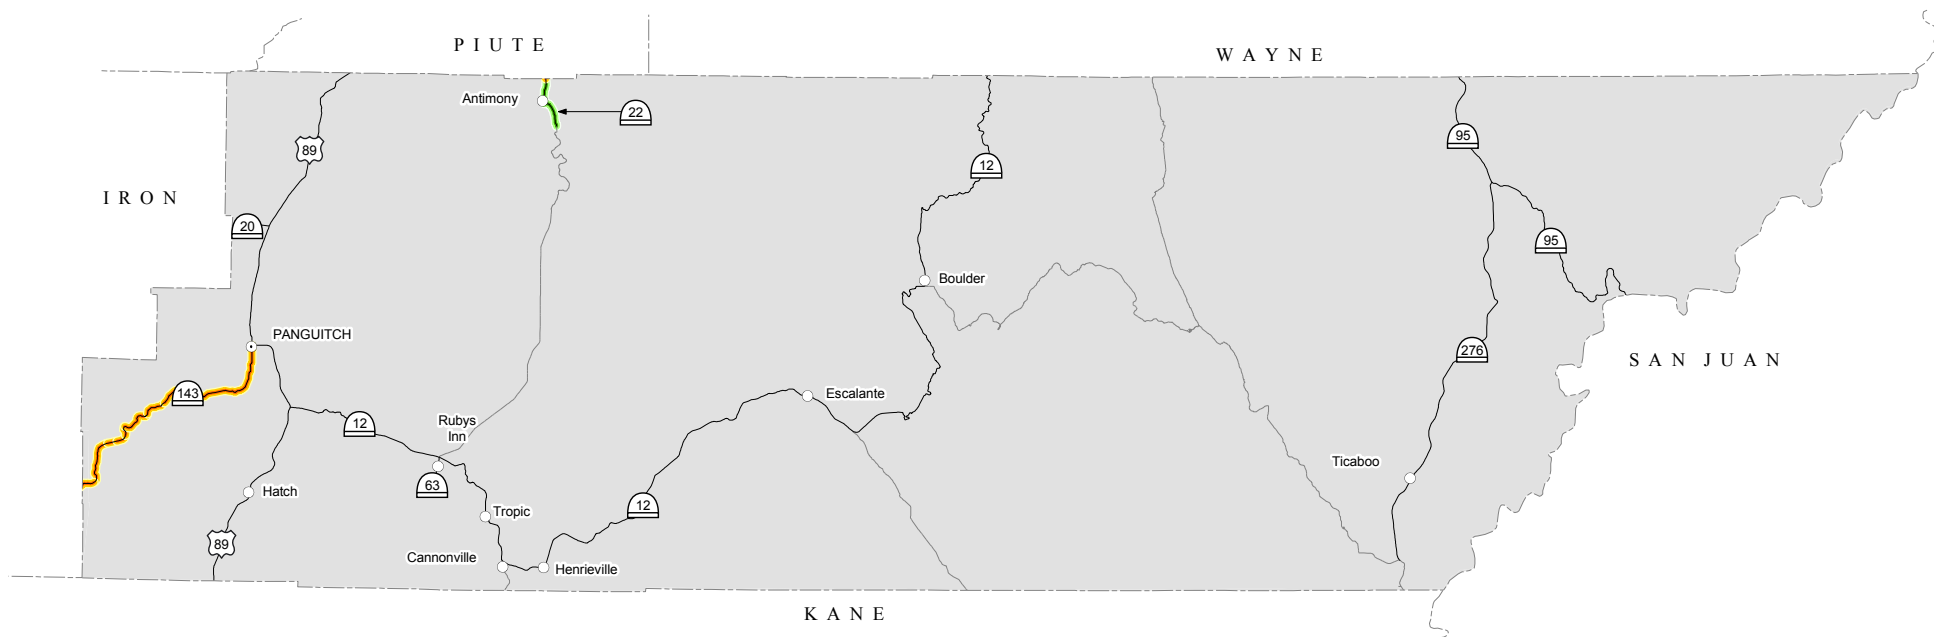 PIUTE
WAYNE
Antimony
22
89
95
12
IRON
20
95
Boulder
PANGUITCH
276
SAN JUAN
143
Escalante
12
Rubys
Inn
Ticaboo
63
Hatch
12
Tropic
89
Cannonville
Henrieville
KANE